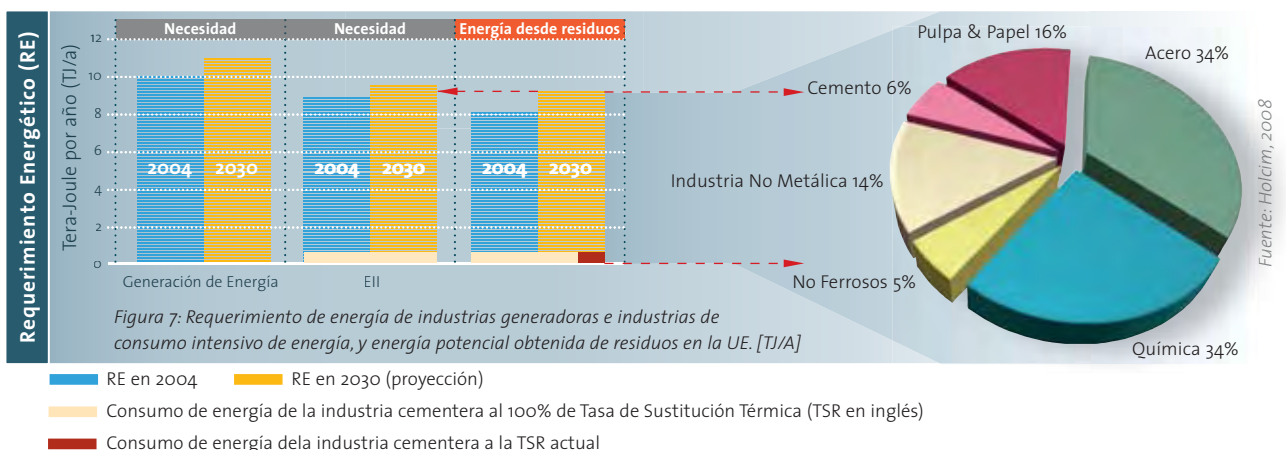 Requerimiento Energético (RE)
Tera-Joule por año (TJ/a)
Necesidad
Necesidad
Energía desde residuos
12
10
8
6
4
2
0
2004
2030
2004
2030
2004
2030
Generación de Energía
EII
Figura 7: Requerimiento de energía de industrias generadoras e industrias de
consumo intensivo de energía, y energía potencial obtenida de residuos en la UE. [TJ/A]
Pulpa & Papel 16%
Acero 34%
Cemento 6%
Industria No Metálica 14%
No Ferrosos 5%
Química 34%
Fuente: Holcim, 2008
RE en 2004
RE en 2030 (proyección)
Consumo de energía de la industria cementera al 100% de Tasa de Sustitución Térmica (TSR en inglés)
Consumo de energía dela industria cementera a la TSR actual